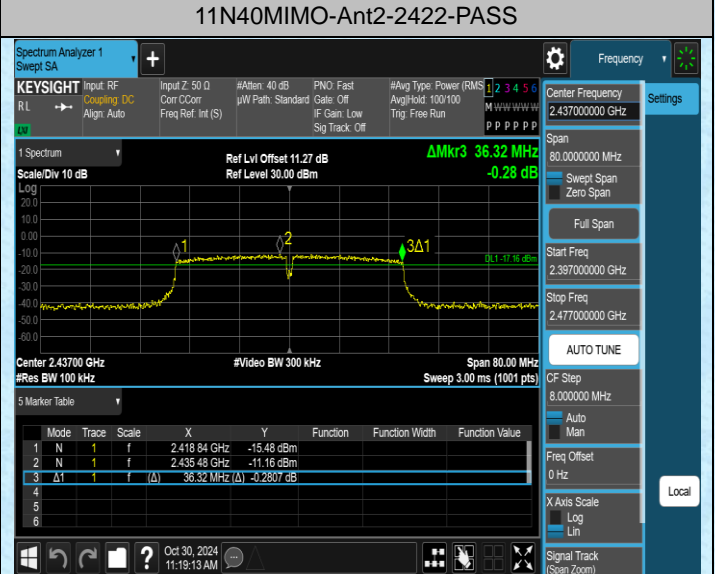 11N40MIMO-Ant2-2422-PASS
Spectrum Analyzer 1
Swept SA
Frequency
KEYSIGHT Input: RF Input Z: 50 Ω #Atten: 40 dB PNO: Fast #Avg Type: Power (RMS 1 2 3 4 5 6
RL Coupling: DC Corr CCorr µW Path: Standard Gate: Off Avg|Hold: 100/100 M W W W W W
Align: Auto Freq Ref: Int (S) IF Gain: Low Trig: Free Run
LXI Sig Track: Off P P P P P P
Center Frequency
2.437000000 GHz
Settings
Span
80.0000000 MHz
Swept Span
Zero Span
Full Span
Start Freq
2.397000000 GHz
Stop Freq
2.477000000 GHz
AUTO TUNE
CF Step
8.000000 MHz
Auto
Man
Freq Offset
0 Hz
X Axis Scale
Log
Lin
Signal Track
(Span Zoom)
Local
1 Spectrum
Scale/Div 10 dB
Ref Lvl Offset 11.27 dB
Ref Level 30.00 dBm
ΔMkr3 36.32 MHz
-0.28 dB
Log
20.0
10.0
0.00
-10.0
-20.0
-30.0
-40.0
-50.0
-60.0
1
2
3Δ1
DL1 -17.16 dBm
Center 2.43700 GHz #Video BW 300 kHz Span 80.00 MHz
#Res BW 100 kHz Sweep 3.00 ms (1001 pts)
5 Marker Table
Mode Trace Scale X Y Function Function Width Function Value
1 N 1 f 2.418 84 GHz -15.48 dBm
2 N 1 f 2.435 48 GHz -11.16 dBm
3 Δ1 1 f (Δ) 36.32 MHz (Δ) -0.2807 dB
4
5
6
Oct 30, 2024
11:19:13 AM